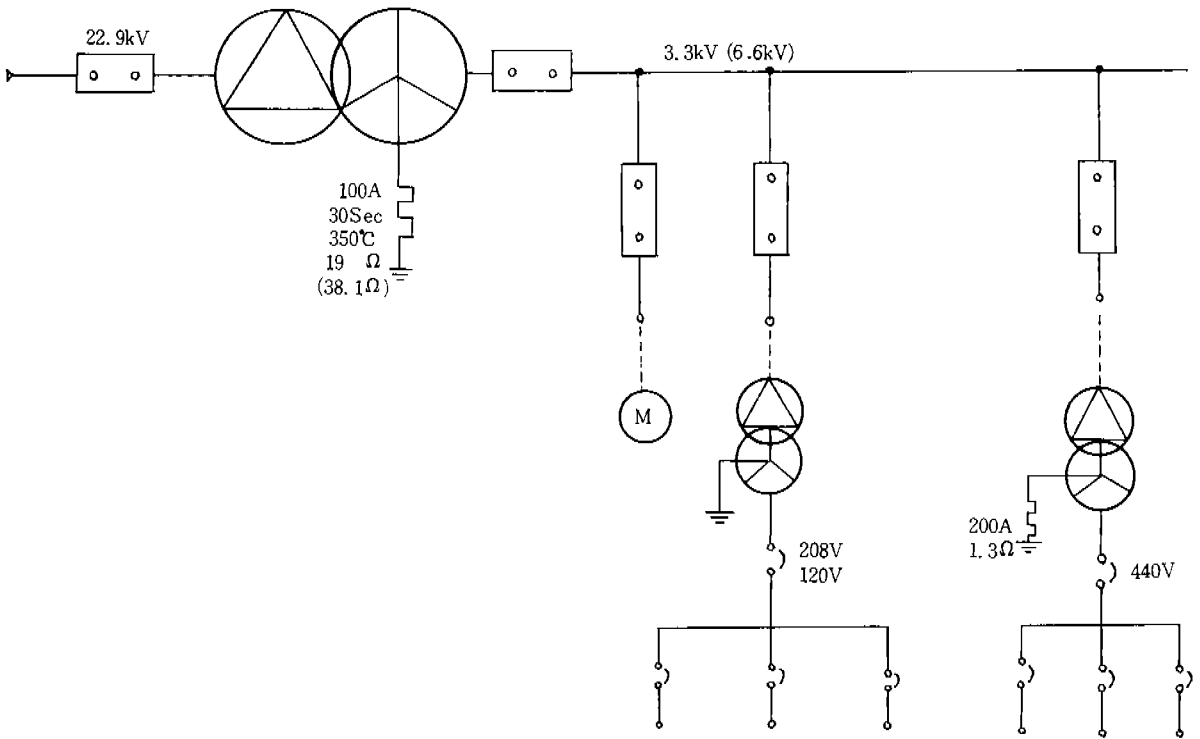 22.9kV
3.3kV (6.6kV)
100A
30Sec
350℃
19 Ω
(38.1Ω)
M
208V
120V
200A
1.3Ω
440V